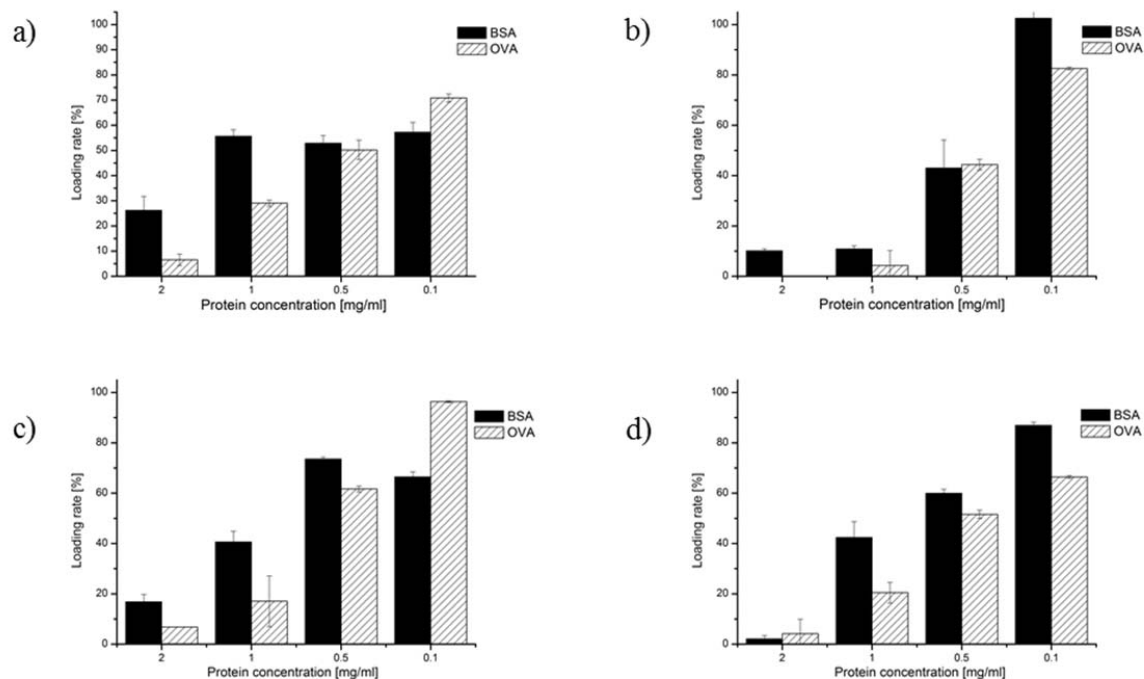 a)
BSA
OVA
Loading rate [%]
100
90
80
70
60
50
40
30
20
10
0
2 1 0.5 0.1
Protein concentration [mg/ml]
b)
BSA
OVA
Loading rate [%]
100
80
60
40
20
0
2 1 0.5 0.1
Protein concentration [mg/ml]
c)
BSA
OVA
Loading rate [%]
100
80
60
40
20
0
2 1 0.5 0.1
Protein concentration [mg/ml]
d)
BSA
OVA
Loading rate [%]
100
80
60
40
20
0
2 1 0.5 0.1
Protein concentration [mg/ml]